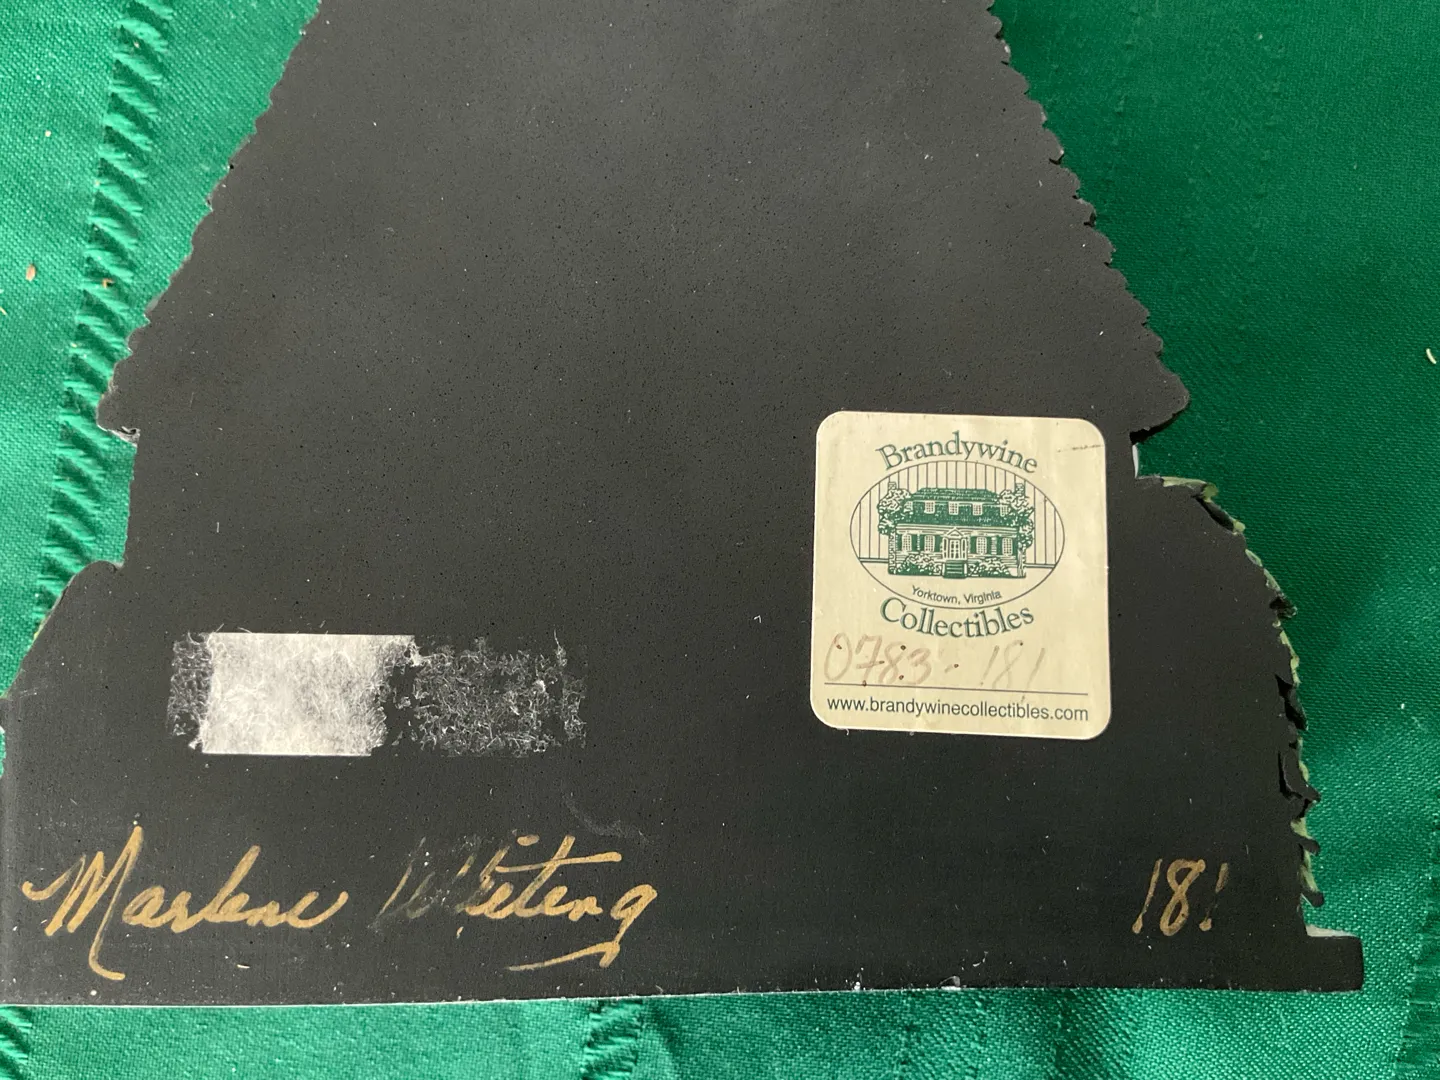 Brandywine
Yorktown, Virginia
Collectibles
0783-181
www.brandywinecollectibles.com
Marlene Whiting
181